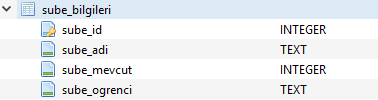 sube_bilgileri
sube_id INTEGER
sube_adi TEXT
sube_mevcut INTEGER
sube_ogrenci TEXT